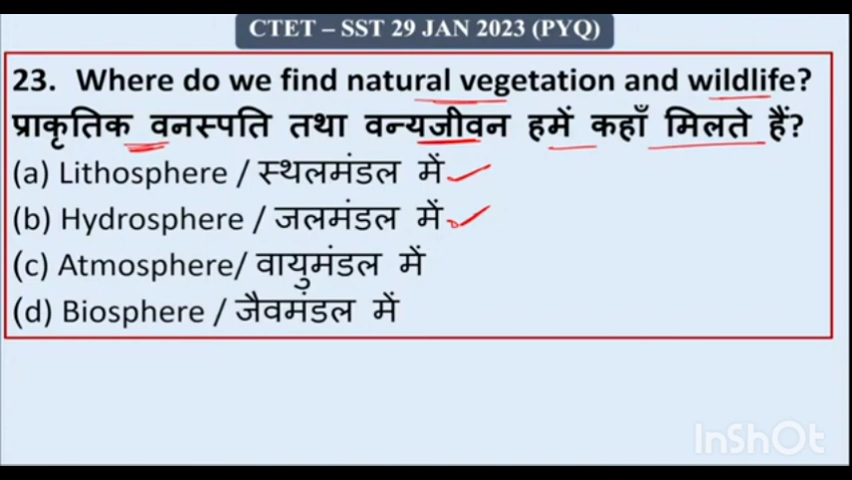 CTET – SST 29 JAN 2023 (PYQ)
23. Where do we find natural vegetation and wildlife?
प्राकृतिक वनस्पति तथा वन्यजीवन हमें कहाँ मिलते हैं?
(a) Lithosphere / स्थलमंडल में
(b) Hydrosphere / जलमंडल में
(c) Atmosphere/ वायुमंडल में
(d) Biosphere / जैवमंडल में
InShOt